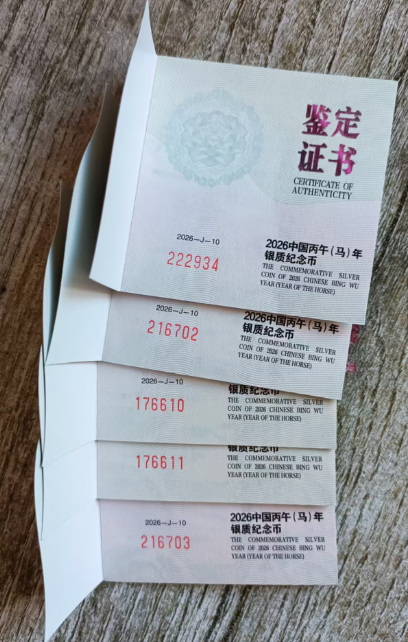 鉴定
证书
CERTIFICATE OF
AUTHENTICITY
2026-J-10
222934
2026中国丙午(马)年
银质纪念币
THE COMMEMORATIVE SILVER
COIN OF 2026 CHINESE BING WU
YEAR (YEAR OF THE HORSE)
2026-J-10
216702
2026中国丙午(马)年
银质纪念币
THE COMMEMORATIVE SILVER
COIN OF 2026 CHINESE BING WU
YEAR (YEAR OF THE HORSE)
2026-J-10
176610
银质纪念币
THE COMMEMORATIVE SILVER
COIN OF 2026 CHINESE BING WU
YEAR (YEAR OF THE HORSE)
176611
银质纪念币
THE COMMEMORATIVE SILVER
COIN OF 2026 CHINESE BING WU
YEAR (YEAR OF THE HORSE)
2026-J-10
216703
2026中国丙午(马)年
银质纪念币
THE COMMEMORATIVE SILVER
COIN OF 2026 CHINESE BING WU
YEAR (YEAR OF THE HORSE)